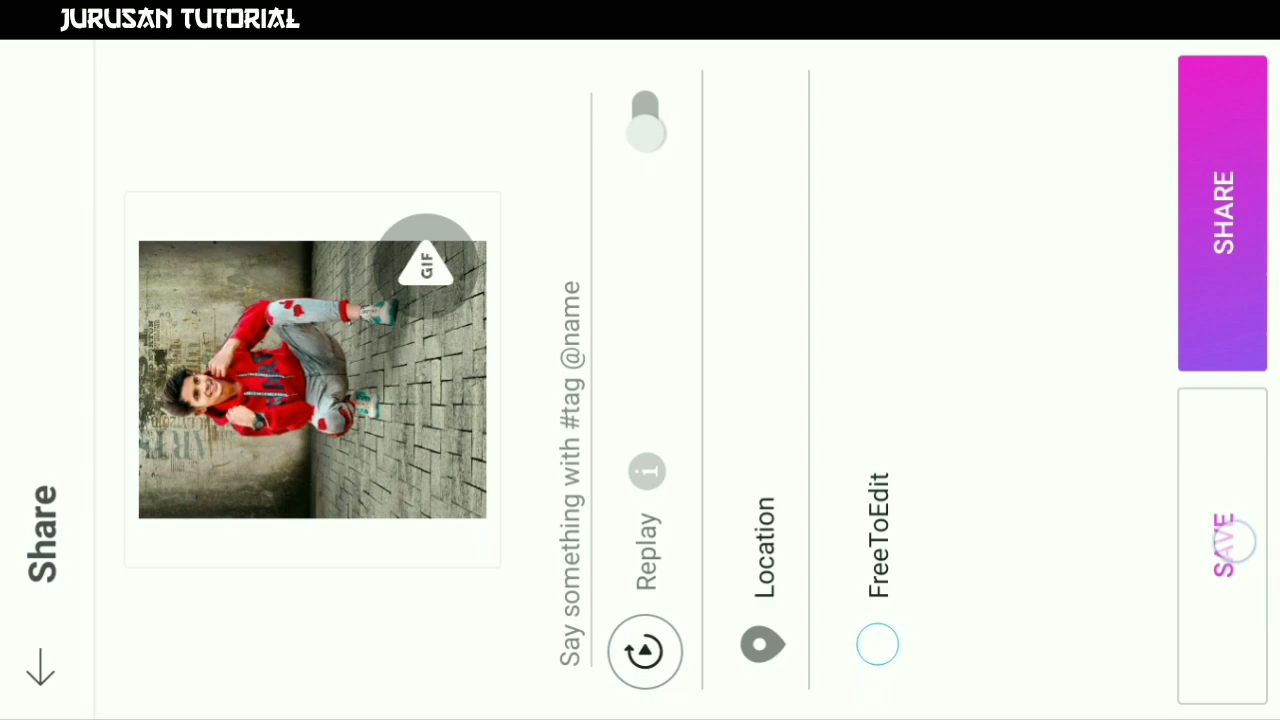 JURUSAN TUTORIAL
Share
GIF
Say something with #tag @name
Replay
Location
FreeToEdit
SAVE
SHARE